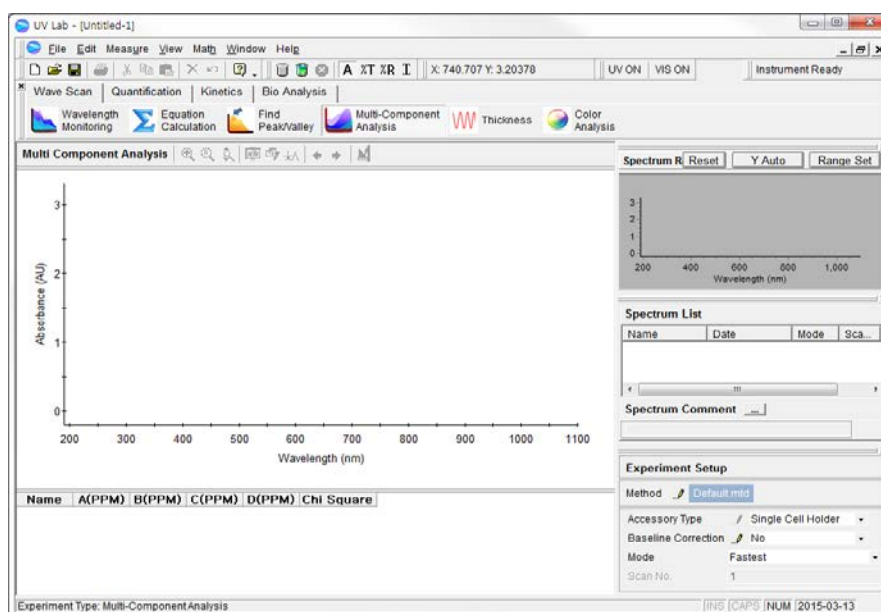 UV Lab - [Untitled-1]
File Edit Measure View Math Window Help
A %T %R I X: 740.707 Y: 3.20378 UV ON VIS ON Instrument Ready
Wave Scan Quantification Kinetics Bio Analysis
Wavelength Monitoring Equation Calculation Find Peak/Valley Multi-Component Analysis Thickness Color Analysis
Multi Component Analysis
3
2
1
0
Absorbance (AU)
200 300 400 500 600 700 800 900 1000 1100
Wavelength (nm)
Name A(PPM) B(PPM) C(PPM) D(PPM) Chi Square
Spectrum R Reset Y Auto Range Set
3
2
1
0
200 400 600 800 1,000
Wavelength (nm)
Spectrum List
Name Date Mode Sca...
Spectrum Comment ...
Experiment Setup
Method Default.mtd
Accessory Type Single Cell Holder
Baseline Correction No
Mode Fastest
Scan No. 1
Experiment Type: Multi-Component Analysis INS CAPS NUM 2015-03-13